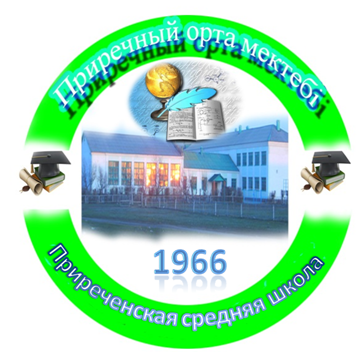 Приречный орта мектебі
1966
Приреченская средняя школа